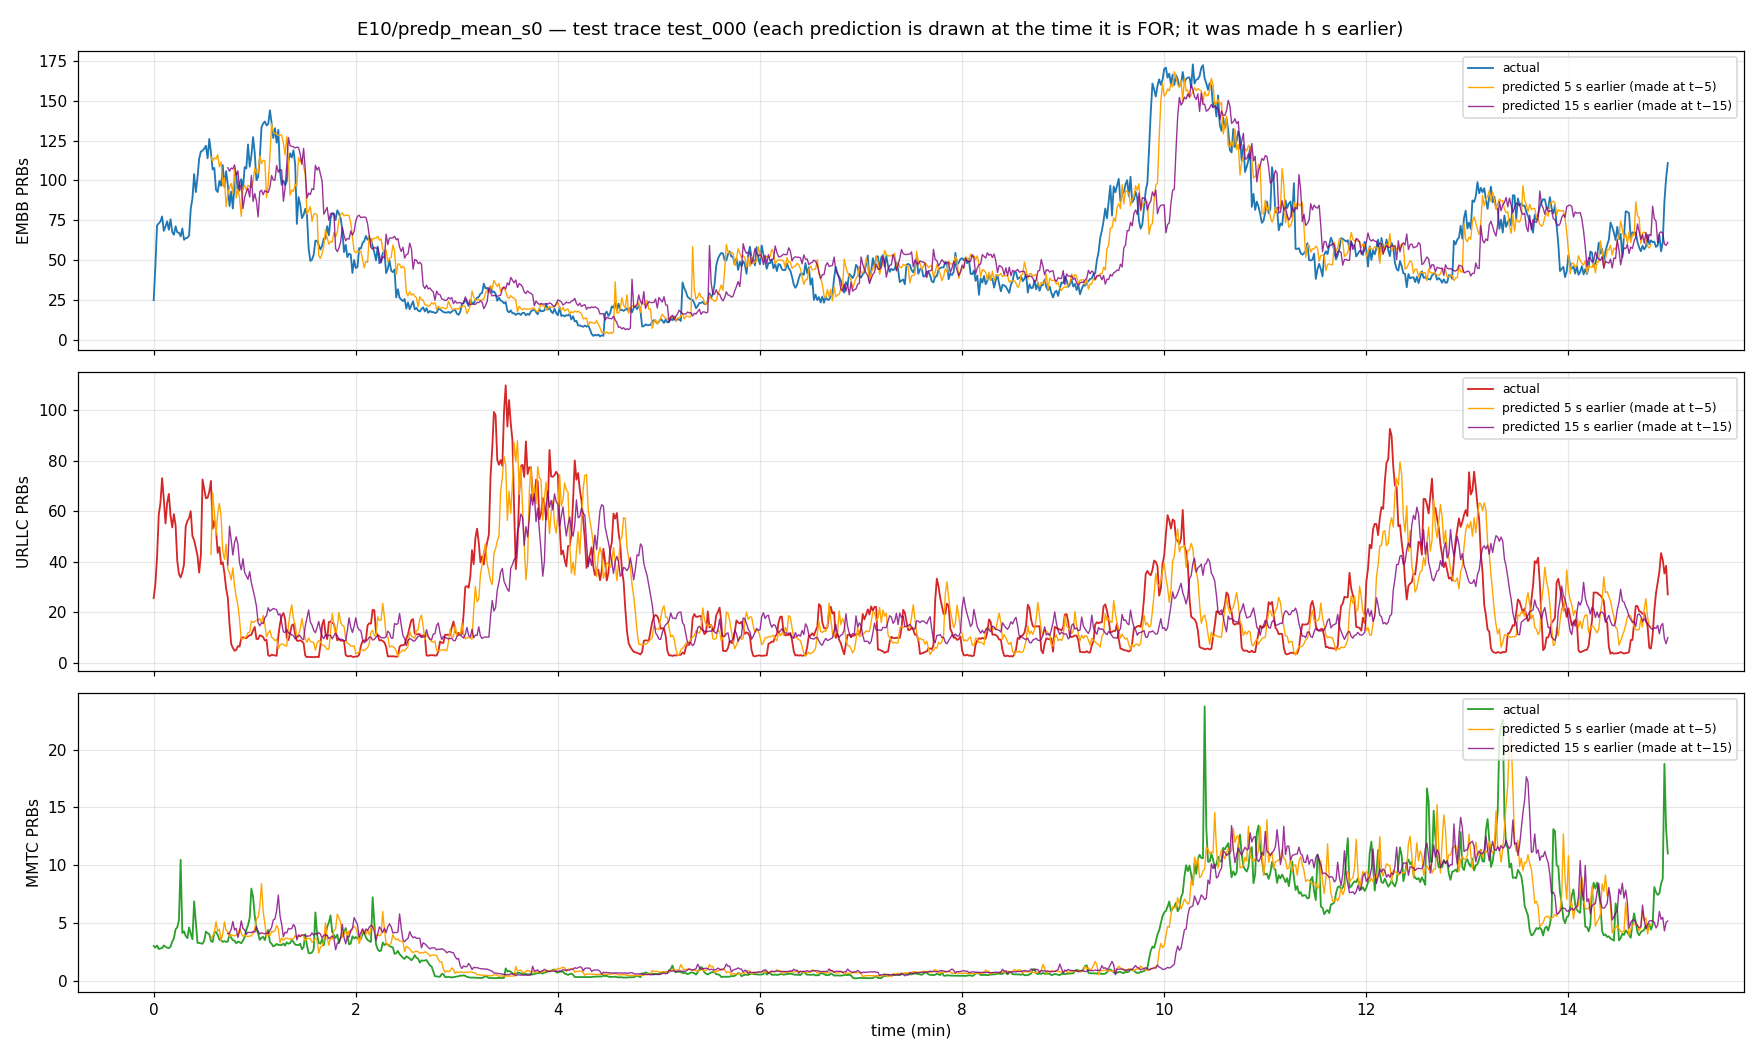 E10/predp_mean_s0 — test trace test_000 (each prediction is drawn at the time it is FOR; it was made h s earlier)
175
150
125
100
75
50
25
0
EMBB PRBs
actual
predicted 5 s earlier (made at t−5)
predicted 15 s earlier (made at t−15)
100
80
60
40
20
0
URLLC PRBs
actual
predicted 5 s earlier (made at t−5)
predicted 15 s earlier (made at t−15)
20
15
10
5
0
MMTC PRBs
actual
predicted 5 s earlier (made at t−5)
predicted 15 s earlier (made at t−15)
0 2 4 6 8 10 12 14
time (min)